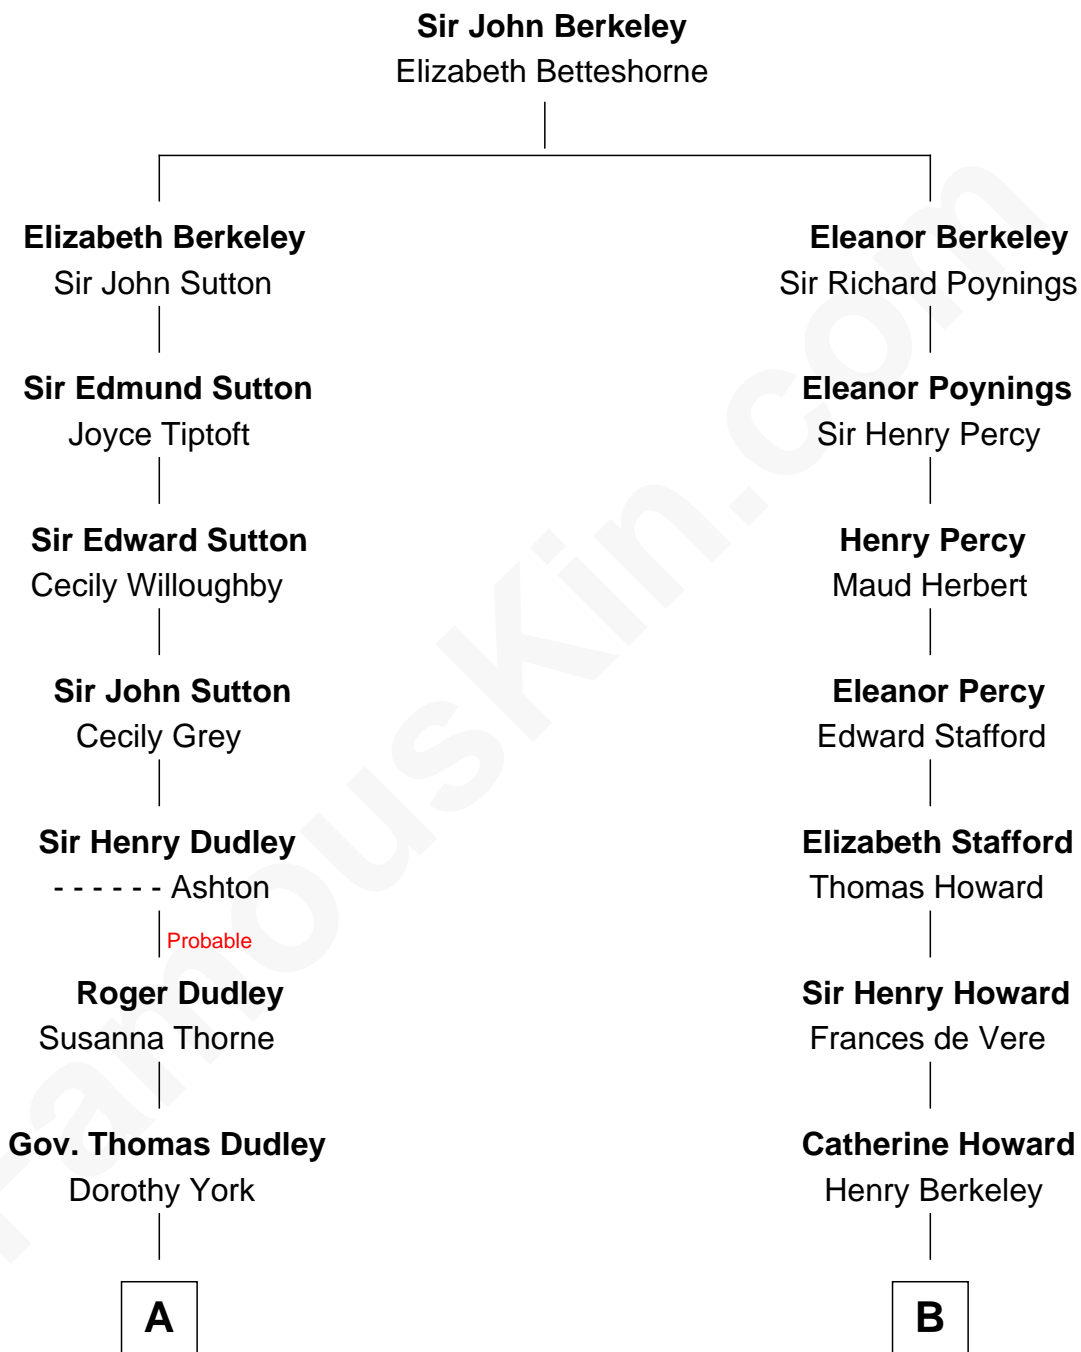 Sir John Berkeley
Elizabeth Betteshorne
Elizabeth Berkeley
Sir John Sutton
Eleanor Berkeley
Sir Richard Poynings
Sir Edmund Sutton
Joyce Tiptoft
Eleanor Poynings
Sir Henry Percy
Sir Edward Sutton
Cecily Willoughby
Henry Percy
Maud Herbert
Sir John Sutton
Cecily Grey
Eleanor Percy
Edward Stafford
Sir Henry Dudley
- - - - - - Ashton
Elizabeth Stafford
Thomas Howard
Probable
Roger Dudley
Susanna Thorne
Sir Henry Howard
Frances de Vere
Gov. Thomas Dudley
Dorothy York
Catherine Howard
Henry Berkeley
A
B
FamousKin.com